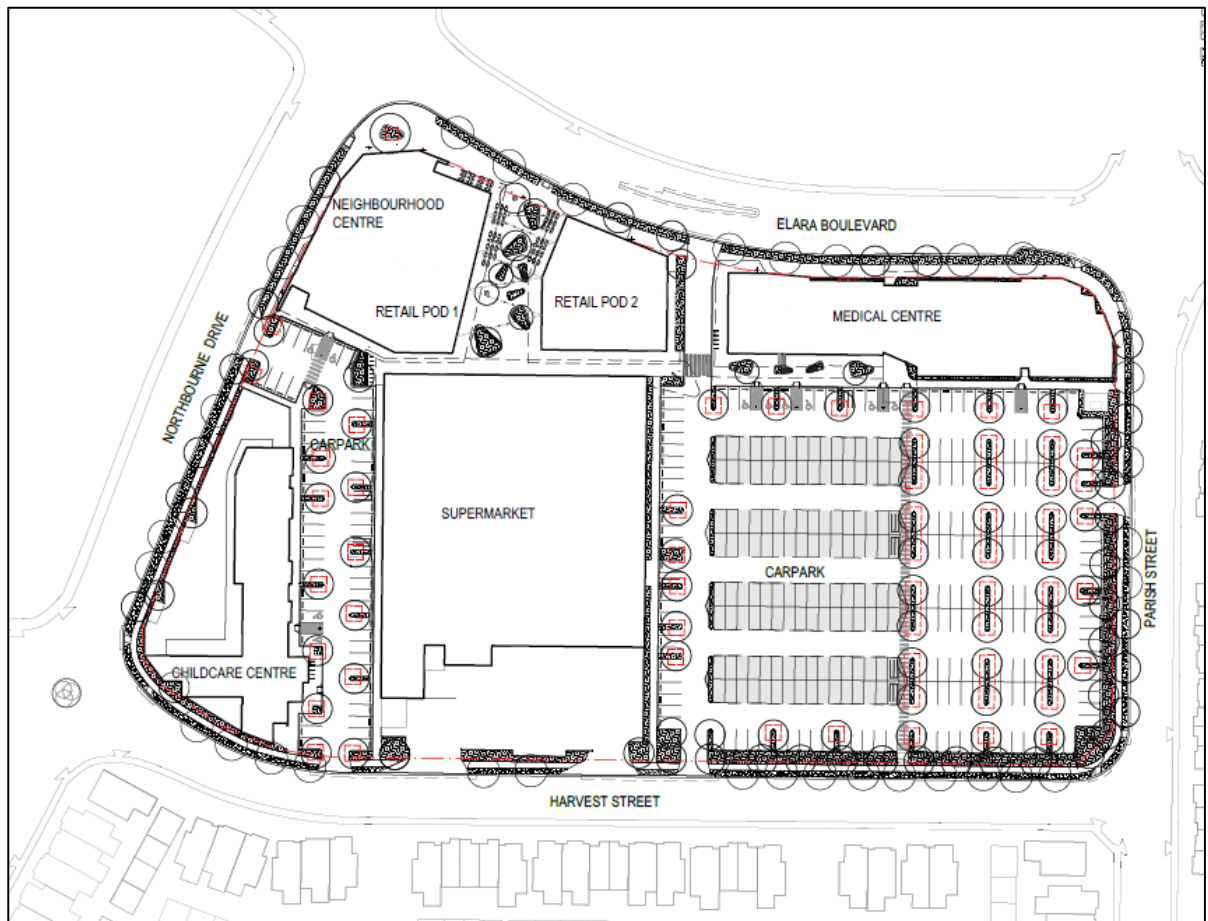 NEIGHBOURHOOD
CENTRE
ELARA BOULEVARD
RETAIL POD 1
RETAIL POD 2
MEDICAL CENTRE
NORTHBOURNE DRIVE
CARPARK
SUPERMARKET
CARPARK
PARISH STREET
CHILDCARE CENTRE
HARVEST STREET